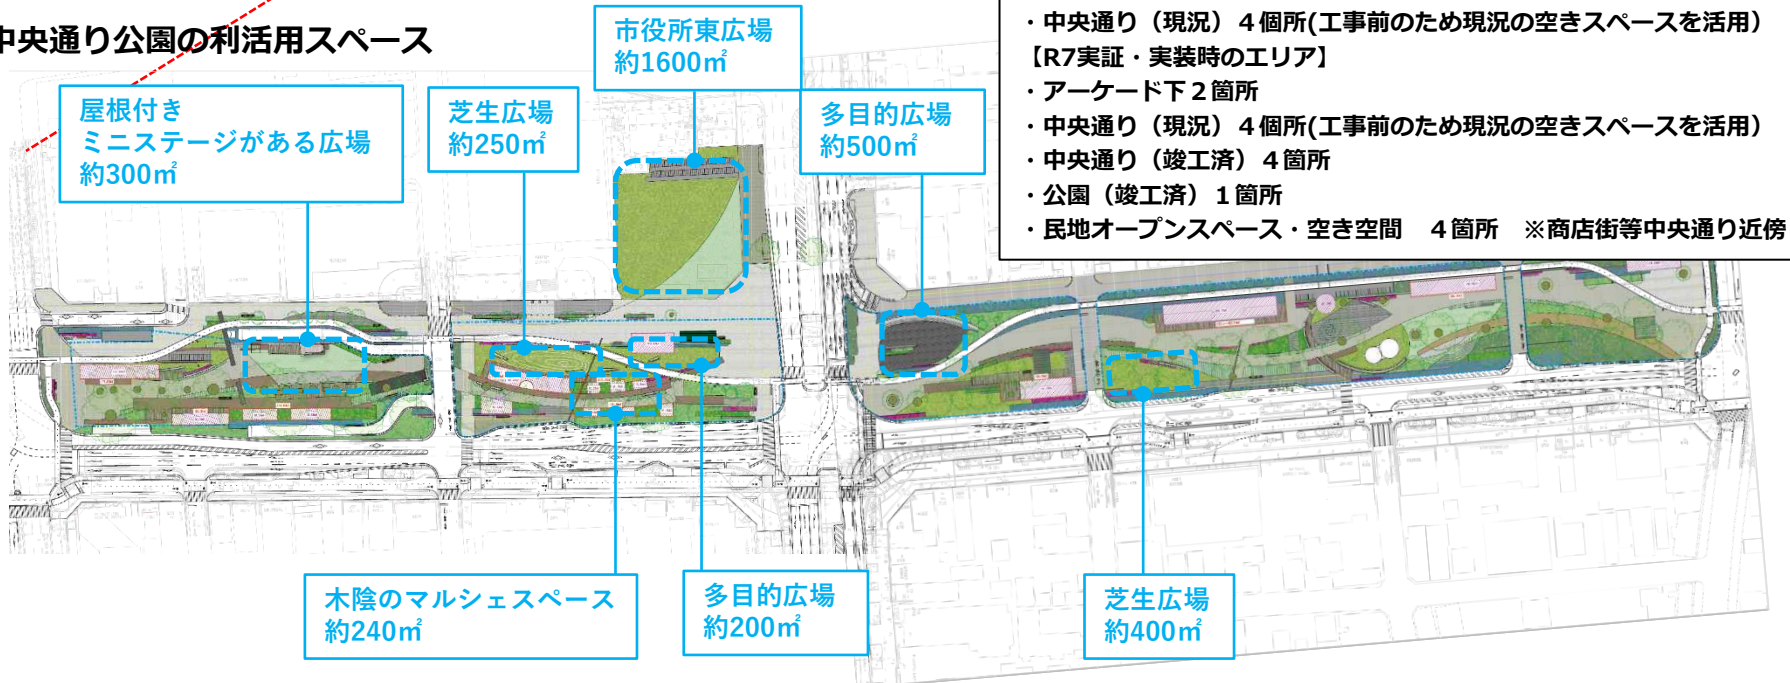 中央通り公園の利活用スペース
屋根付き
ミニステージがある広場
約300㎡
芝生広場
約250㎡
市役所東広場
約1600㎡
多目的広場
約500㎡
・中央通り（現況）４個所(工事前のため現況の空きスペースを活用）
【R7実証・実装時のエリア】
・アーケード下２箇所
・中央通り（現況）４個所(工事前のため現況の空きスペースを活用）
・中央通り（竣工済）４箇所
・公園（竣工済）１箇所
・民地オープンスペース・空き空間　４箇所　※商店街等中央通り近傍
木陰のマルシェスペース
約240㎡
多目的広場
約200㎡
芝生広場
約400㎡